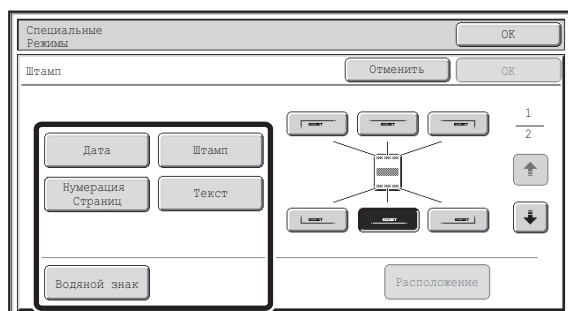 Специальные
Режимы
OK
Штамп
Отменить
OK
Дата
Штамп
Нумерация
Страниц
Текст
Водяной знак
1
2
Расположение